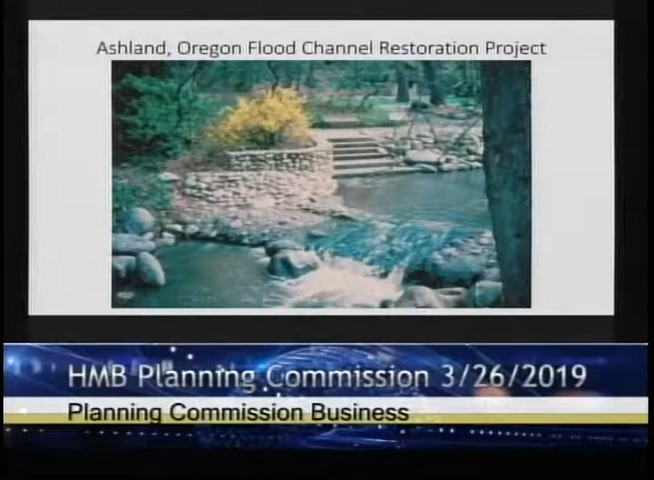 Ashland, Oregon Flood Channel Restoration Project
HMB Planning Commission 3/26/2019
Planning Commission Business